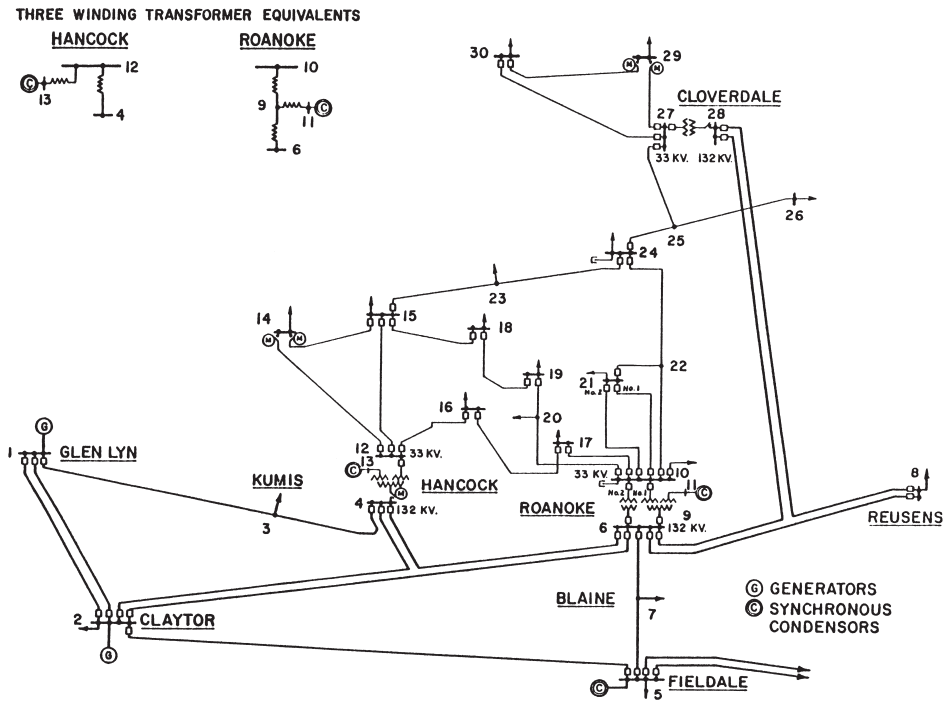 THREE WINDING TRANSFORMER EQUIVALENTS
HANCOCK
ROANOKE
12
C
13
4
10
9
C
11
6
30
29
M
M
CLOVERDALE
27
28
33 KV.
132 KV.
26
25
24
23
14
15
18
M
M
22
19
21
No. 2
No. 1
16
20
17
G
1
GLEN LYN
12
33 KV.
13
C
HANCOCK
KUMIS
M
4
132 KV.
3
33 KV.
10
No.2
No.1
11
C
ROANOKE
9
6
132 KV.
8
REUSENS
BLAINE
7
G GENERATORS
C SYNCHRONOUS
CONDENSORS
2
CLAYTOR
G
C
5
FIELDALE